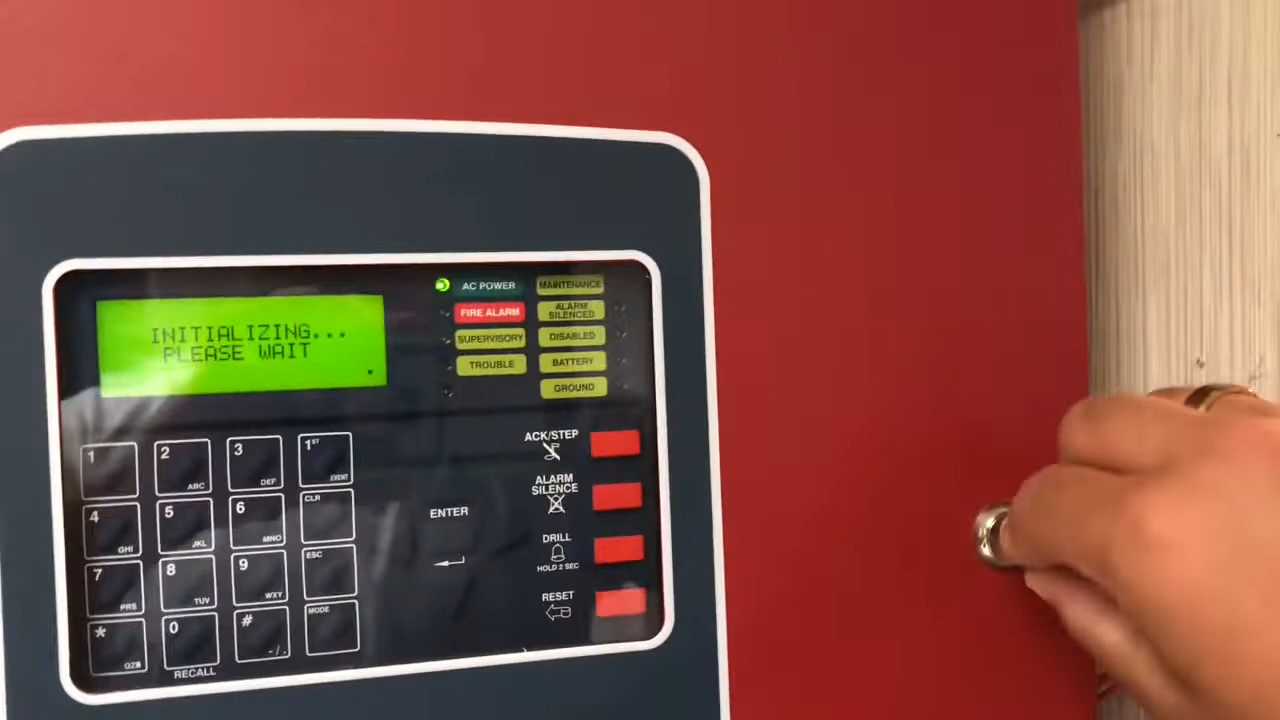 INITIALIZING...
PLEASE WAIT
AC POWER
FIRE ALARM
SUPERVISORY
TROUBLE
MAINTENANCE
ALARM
SILENCED
DISABLED
BATTERY
GROUND
1
2 ABC
3 DEF
1ST EVENT
4 GHI
5 JKL
6 MNO
CLR
7 PRS
8 TUV
9 WXY
ESC
* QZ
0
# -/.
MODE
RECALL
ENTER
ACK/STEP
ALARM
SILENCE
DRILL
HOLD 2 SEC
RESET